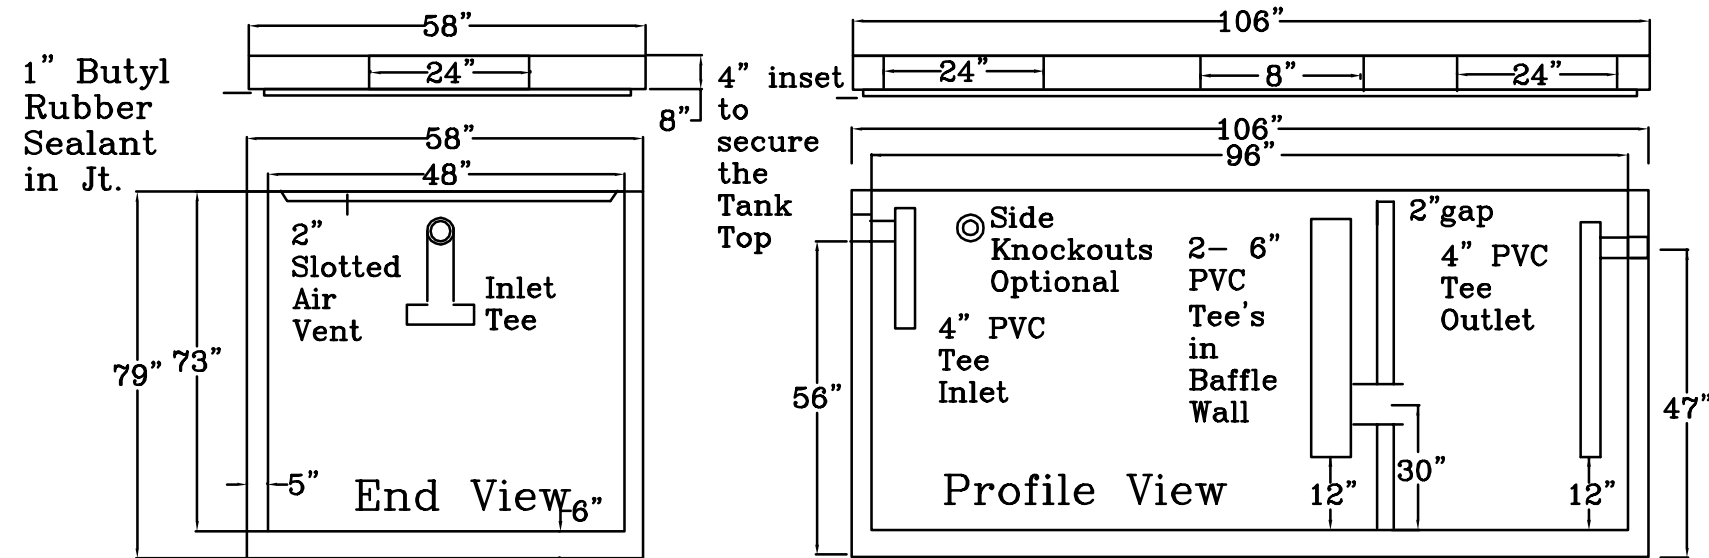 58”
24”
8”
1” Butyl
Rubber
Sealant
in Jt.
58”
48”
2”
Slotted
Air
Vent
Inlet
Tee
79”
73”
5”
End View
6”
4” inset
to
secure
the
Tank
Top
106”
24”
8”
24”
106”
96”
Side
Knockouts
Optional
4” PVC
Tee
Inlet
2- 6”
PVC
Tee's
in
Baffle
Wall
2”gap
4” PVC
Tee
Outlet
56”
47”
30”
12”
12”
Profile View